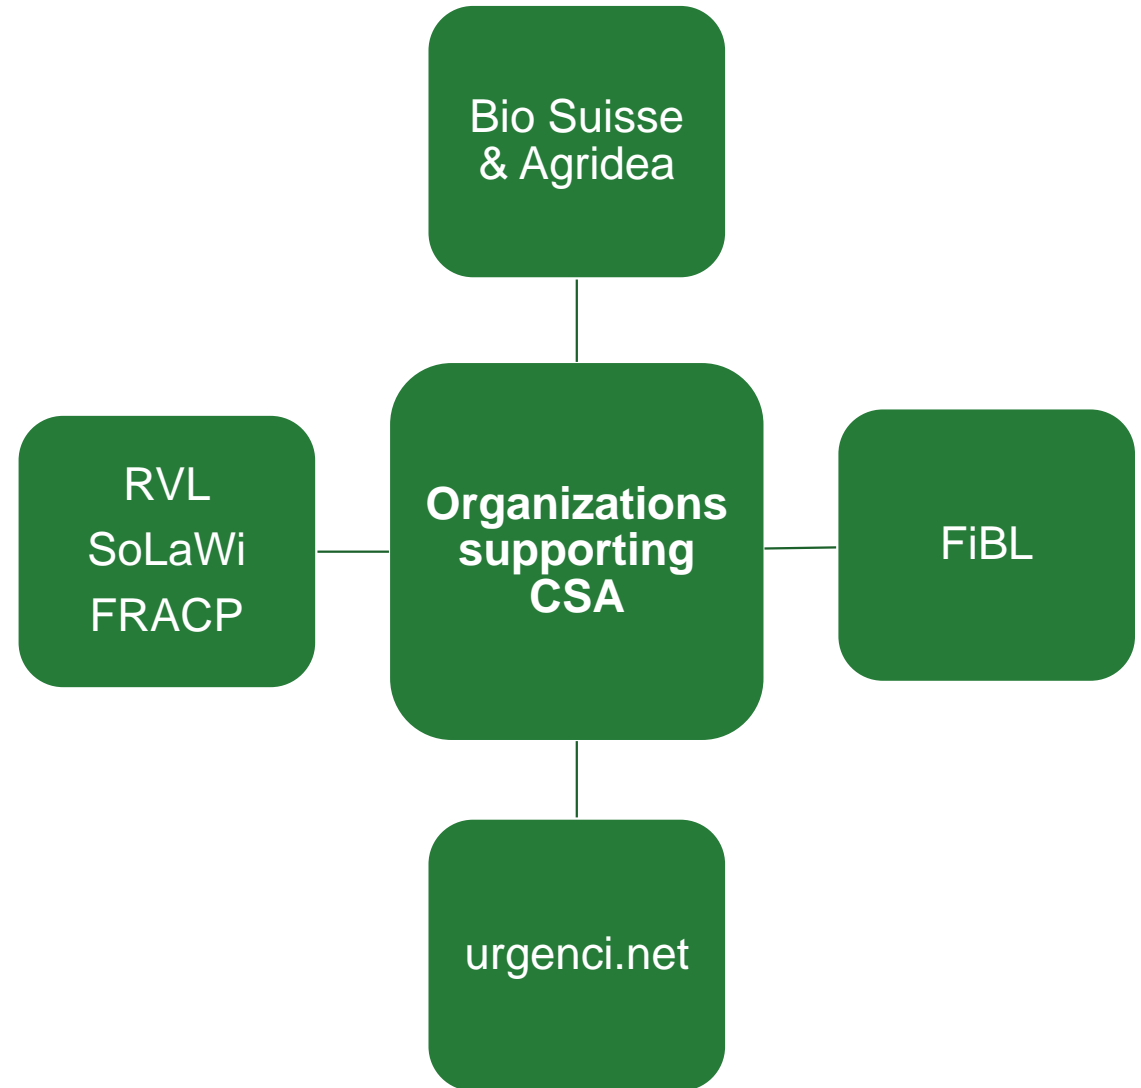 Bio Suisse
& Agridea
RVL
SoLaWi
FRACP
Organizations
supporting
CSA
FiBL
urgenci.net